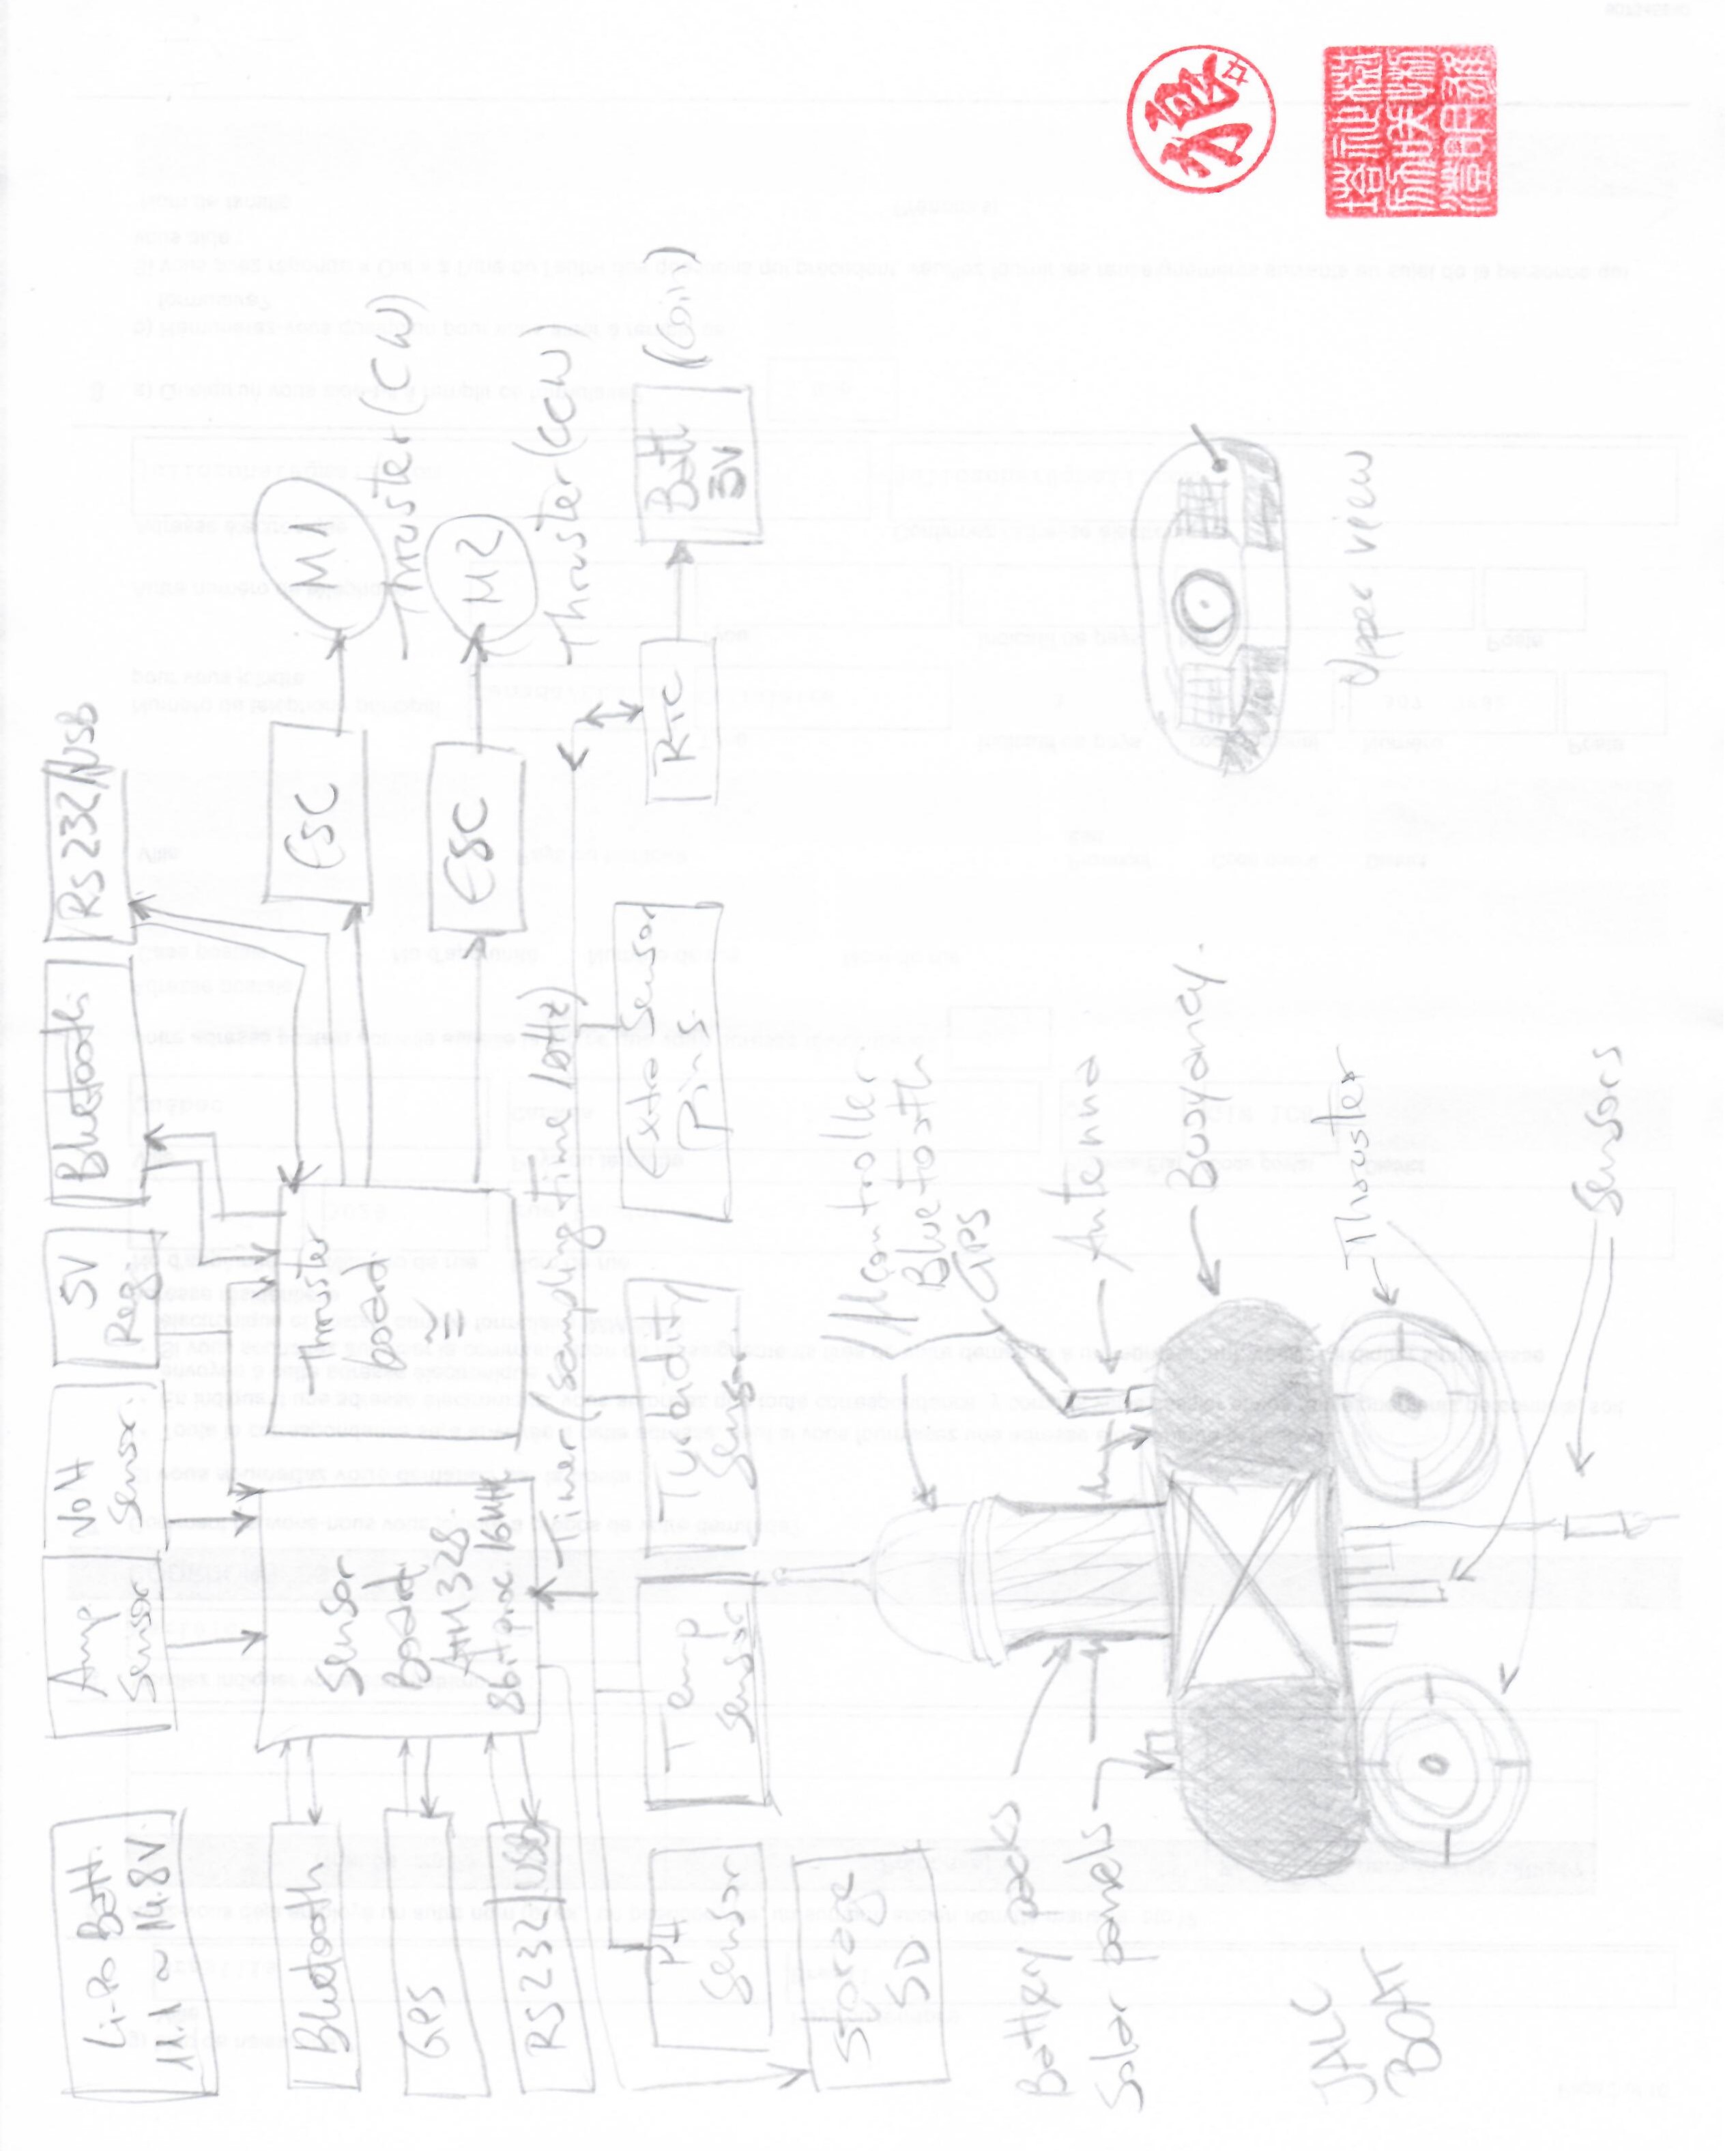 Li-Po Batt.
11.1 ~ 14.8V
Amp
Sensor
Volt
Sensor.
5V
Reg.
Bluetooth
RS232/USB
Bluetooth
GPS
RS232/USB
Sensor
Board
ATM328
8bit proc. 16MHz
Thruster
board
≅
ESC
M1
Thruster (CW)
ESC
M2
Thruster (CCW)
Timer (sampling time 10Hz)
PH
Sensor
Temp
Sensor
Turbidity
Sensor.
Extra Sensor
Pins.
RTC
Batt
3V
(Coin)
Storage
SD
μcontroller
Bluetooth
GPS
Battery packs
Solar panels
Antenna
Buoyancy.
Thruster
Sensors
JALC
BOAT
Upper view
狼